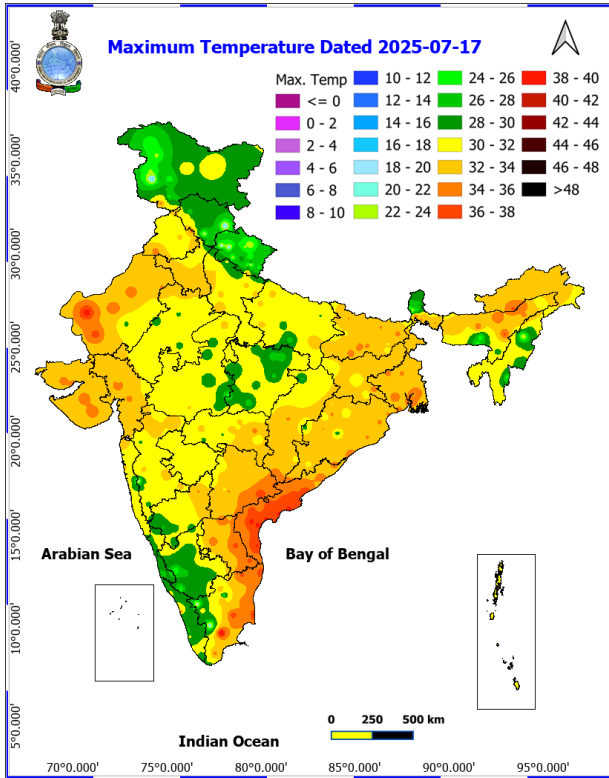 Maximum Temperature Dated 2025-07-17
Max. Temp
<= 0
0 - 2
2 - 4
4 - 6
6 - 8
8 - 10
10 - 12
12 - 14
14 - 16
16 - 18
18 - 20
20 - 22
22 - 24
24 - 26
26 - 28
28 - 30
30 - 32
32 - 34
34 - 36
36 - 38
38 - 40
40 - 42
42 - 44
44 - 46
46 - 48
>48
40°0.000'
35°0.000'
30°0.000'
25°0.000'
20°0.000'
15°0.000'
10°0.000'
5°0.000'
Arabian Sea
Bay of Bengal
Indian Ocean
0 250 500 km
70°0.000' 75°0.000' 80°0.000' 85°0.000' 90°0.000' 95°0.000'